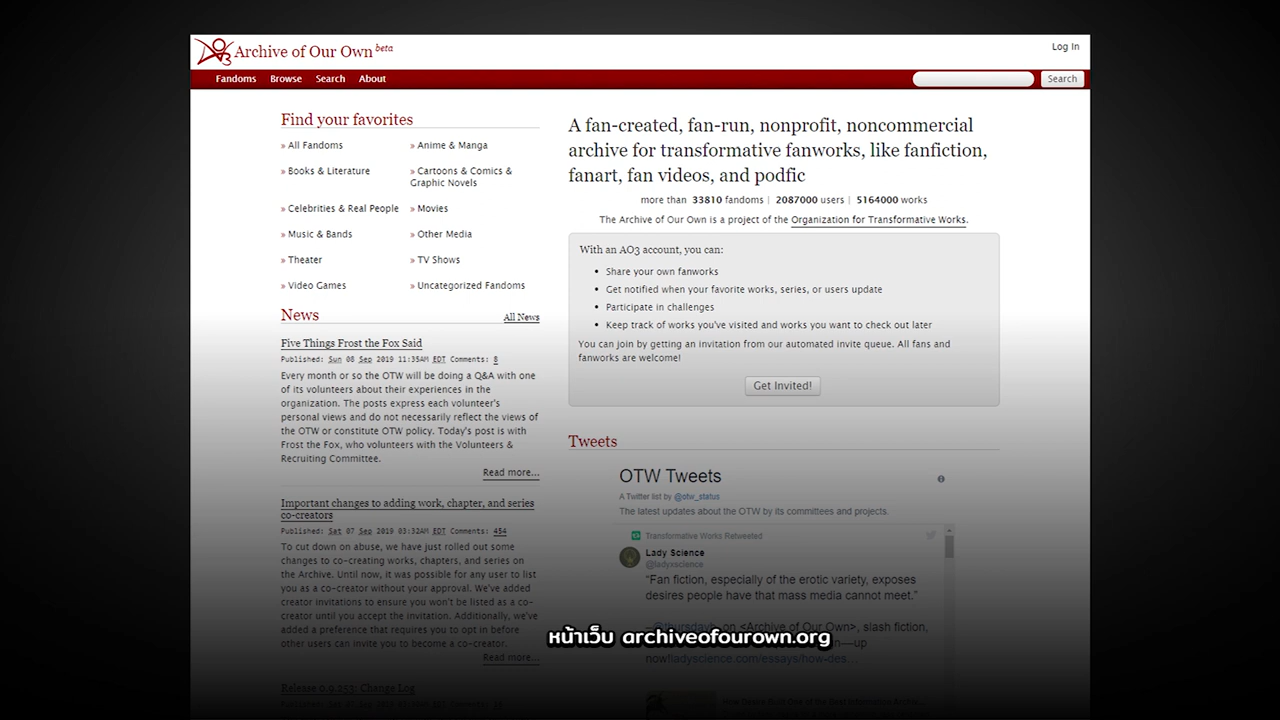 Archive of Our Own beta
Log In
Fandoms Browse Search About
Search
Find your favorites
» All Fandoms
» Anime & Manga
» Books & Literature
» Cartoons & Comics &
Graphic Novels
» Celebrities & Real People
» Movies
» Music & Bands
» Other Media
» Theater
» TV Shows
» Video Games
» Uncategorized Fandoms
News
All News
Five Things Frost the Fox Said
Published: Sun 08 Sep 2019 11:35AM EDT Comments: 8
Every month or so the OTW will be doing a Q&A with one
of its volunteers about their experiences in the
organization. The posts express each volunteer's
personal views and do not necessarily reflect the views of
the OTW or constitute OTW policy. Today's post is with
Frost the Fox, who volunteers with the Volunteers &
Recruiting Committee.
Read more...
Important changes to adding work, chapter, and series
co-creators
Published: Sat 07 Sep 2019 03:32AM EDT Comments: 454
To cut down on abuse, we have just rolled out some
changes to co-creating works, chapters, and series on
the Archive. Until now, it was possible for any user to list
you as a co-creator without your approval. We've added
creator invitations to ensure you won't be listed as a co-
creator until you accept the invitation. Additionally, we've
added a preference that requires you to opt in before
other users can invite you to become a co-creator.
Read more...
Release 0.9.253: Change Log
A fan-created, fan-run, nonprofit, noncommercial
archive for transformative fanworks, like fanfiction,
fanart, fan videos, and podfic
more than 33810 fandoms | 2087000 users | 5164000 works
The Archive of Our Own is a project of the Organization for Transformative Works.
With an AO3 account, you can:
• Share your own fanworks
• Get notified when your favorite works, series, or users update
• Participate in challenges
• Keep track of works you've visited and works you want to check out later
You can join by getting an invitation from our automated invite queue. All fans and
fanworks are welcome!
Get Invited!
Tweets
OTW Tweets
A Twitter list by @otw_status
The latest updates about the OTW by its committees and projects.
Transformative Works Retweeted
Lady Science
@ladyxscience
“Fan fiction, especially of the erotic variety, exposes
desires people have that mass media cannot meet.”
on <Archive of Our Own>, slash fiction,
now!ladyscience.com/essays/how-des...
หน้าเว็บ archiveofourown.org